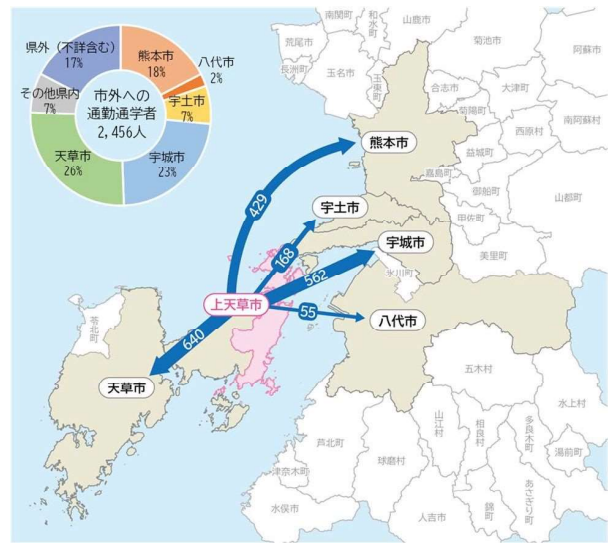 県外（不詳含む）
17%
熊本市
18%
八代市
2%
宇土市
7%
宇城市
23%
天草市
26%
その他県内
7%
市外への
通勤通学者
2,456人
南関町
和水町
山鹿市
菊池市
阿蘇市
荒尾市
長洲町
玉名市
玉東町
合志市
大津町
菊陽町
南阿蘇村
西原村
熊本市
益城町
嘉島町
御船町
山都町
甲佐町
美里町
宇土市
宇城市
氷川町
429
168
562
上天草市
55
八代市
640
苓北町
天草市
五木村
水上村
芦北町
球磨村
山江村
相良村
多良木町
湯前町
津奈木町
水俣市
人吉市
錦町
あさぎり町